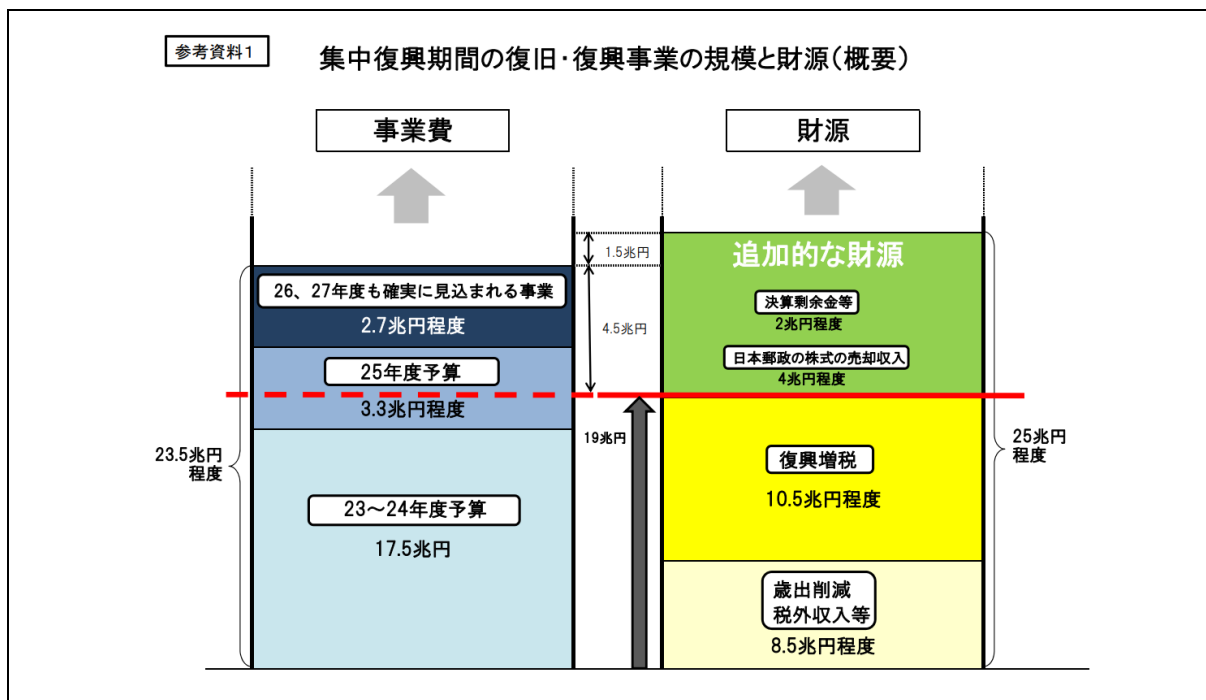 参考資料1
集中復興期間の復旧・復興事業の規模と財源(概要)
事業費
財源
1.5兆円
追加的な財源
26、27年度も確実に見込まれる事業
2.7兆円程度
4.5兆円
決算剰余金等
2兆円程度
日本郵政の株式の売却収入
4兆円程度
25年度予算
3.3兆円程度
23.5兆円
程度
19兆円
25兆円
程度
復興増税
10.5兆円程度
23～24年度予算
17.5兆円
歳出削減
税外収入等
8.5兆円程度